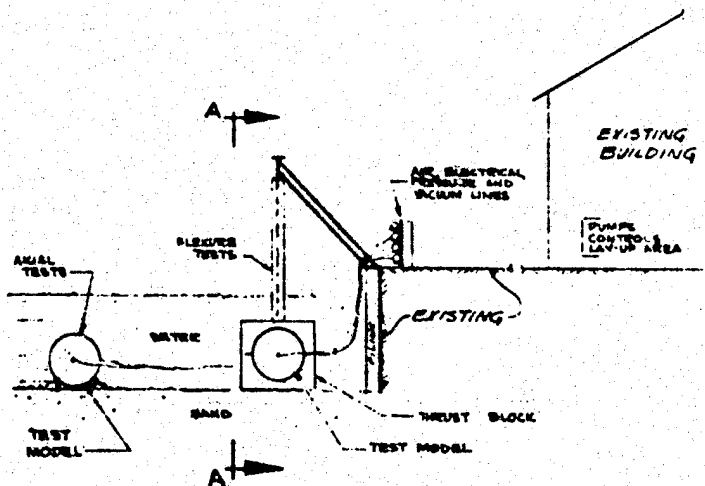 A
EXISTING
BUILDING
AIR, ELECTRICAL,
PRESSURE AND
VACUUM LINES
PUMPS
CONTROLS
LAY-UP AREA
FLEXURE
TESTS
AXIAL
TESTS
EXISTING
WATER
PILING
SAND
THRUST BLOCK
TEST
MODEL
TEST MODEL
A